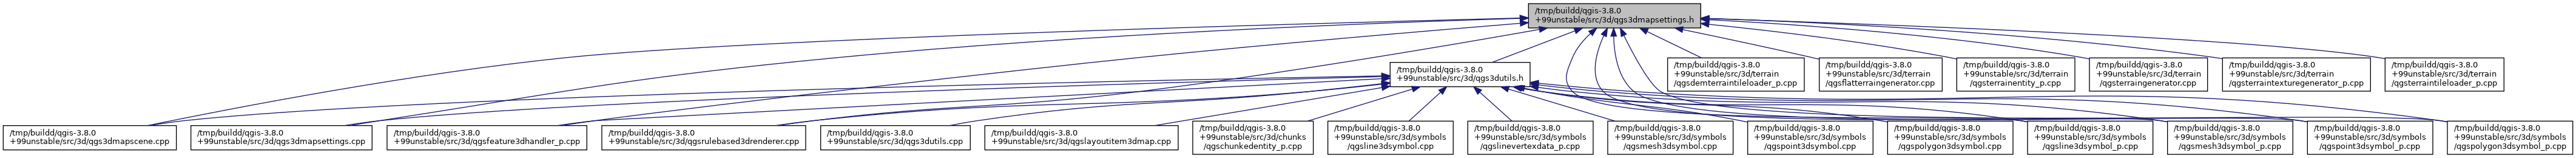 /tmp/buildd/qgis-3.8.0
+99unstable/src/3d/qgs3dmapsettings.h
/tmp/buildd/qgis-3.8.0
+99unstable/src/3d/qgs3dutils.h
/tmp/buildd/qgis-3.8.0
+99unstable/src/3d/terrain
/qgsdemterraintileloader_p.cpp
/tmp/buildd/qgis-3.8.0
+99unstable/src/3d/terrain
/qgsflatterraingenerator.cpp
/tmp/buildd/qgis-3.8.0
+99unstable/src/3d/terrain
/qgsterrainentity_p.cpp
/tmp/buildd/qgis-3.8.0
+99unstable/src/3d/terrain
/qgsterraingenerator.cpp
/tmp/buildd/qgis-3.8.0
+99unstable/src/3d/terrain
/qgsterraintexturegenerator_p.cpp
/tmp/buildd/qgis-3.8.0
+99unstable/src/3d/terrain
/qgsterraintileloader_p.cpp
/tmp/buildd/qgis-3.8.0
+99unstable/src/3d/qgs3dmapscene.cpp
/tmp/buildd/qgis-3.8.0
+99unstable/src/3d/qgs3dmapsettings.cpp
/tmp/buildd/qgis-3.8.0
+99unstable/src/3d/qgsfeature3dhandler_p.cpp
/tmp/buildd/qgis-3.8.0
+99unstable/src/3d/qgsrulebased3drenderer.cpp
/tmp/buildd/qgis-3.8.0
+99unstable/src/3d/qgs3dutils.cpp
/tmp/buildd/qgis-3.8.0
+99unstable/src/3d/qgslayoutitem3dmap.cpp
/tmp/buildd/qgis-3.8.0
+99unstable/src/3d/chunks
/qgschunkedentity_p.cpp
/tmp/buildd/qgis-3.8.0
+99unstable/src/3d/symbols
/qgsline3dsymbol.cpp
/tmp/buildd/qgis-3.8.0
+99unstable/src/3d/symbols
/qgslinevertexdata_p.cpp
/tmp/buildd/qgis-3.8.0
+99unstable/src/3d/symbols
/qgsmesh3dsymbol.cpp
/tmp/buildd/qgis-3.8.0
+99unstable/src/3d/symbols
/qgspoint3dsymbol.cpp
/tmp/buildd/qgis-3.8.0
+99unstable/src/3d/symbols
/qgspolygon3dsymbol.cpp
/tmp/buildd/qgis-3.8.0
+99unstable/src/3d/symbols
/qgsline3dsymbol_p.cpp
/tmp/buildd/qgis-3.8.0
+99unstable/src/3d/symbols
/qgsmesh3dsymbol_p.cpp
/tmp/buildd/qgis-3.8.0
+99unstable/src/3d/symbols
/qgspoint3dsymbol_p.cpp
/tmp/buildd/qgis-3.8.0
+99unstable/src/3d/symbols
/qgspolygon3dsymbol_p.cpp